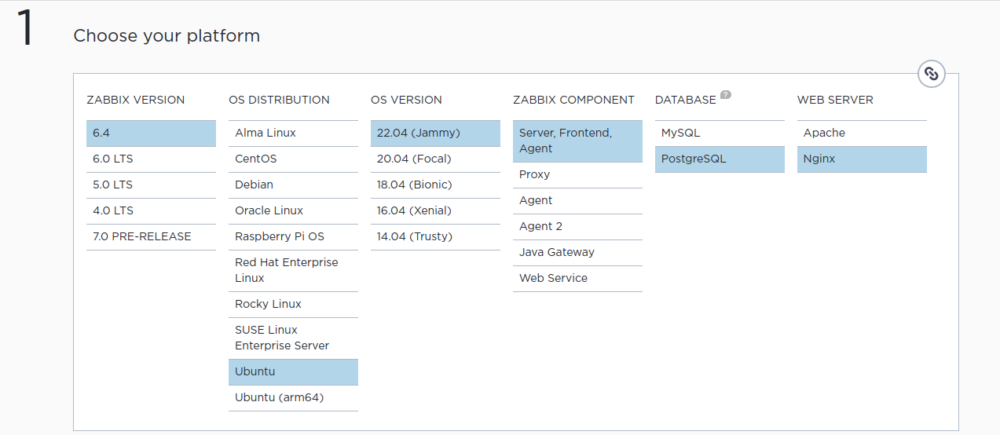 1
Choose your platform
ZABBIX VERSION
6.4
6.0 LTS
5.0 LTS
4.0 LTS
7.0 PRE-RELEASE
OS DISTRIBUTION
Alma Linux
CentOS
Debian
Oracle Linux
Raspberry Pi OS
Red Hat Enterprise
Linux
Rocky Linux
SUSE Linux
Enterprise Server
Ubuntu
Ubuntu (arm64)
OS VERSION
22.04 (Jammy)
20.04 (Focal)
18.04 (Bionic)
16.04 (Xenial)
14.04 (Trusty)
ZABBIX COMPONENT
Server, Frontend,
Agent
Proxy
Agent
Agent 2
Java Gateway
Web Service
DATABASE ?
MySQL
PostgreSQL
WEB SERVER
Apache
Nginx